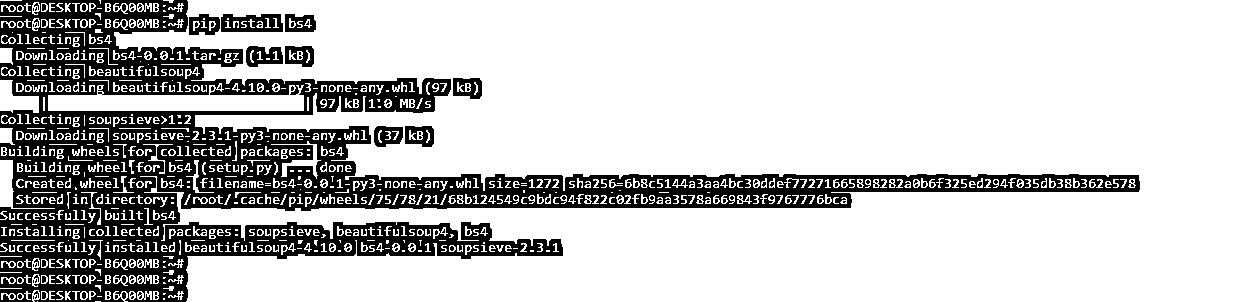 root@DESKTOP-B6Q00MB:~#
root@DESKTOP-B6Q00MB:~# pip install bs4
Collecting bs4
Downloading bs4-0.0.1.tar.gz (1.1 kB)
Collecting beautifulsoup4
Downloading beautifulsoup4-4.10.0-py3-none-any.whl (97 kB)
| | 97 kB 1.0 MB/s
Collecting soupsieve>1.2
Downloading soupsieve-2.3.1-py3-none-any.whl (37 kB)
Building wheels for collected packages: bs4
Building wheel for bs4 (setup.py) ... done
Created wheel for bs4: filename=bs4-0.0.1-py3-none-any.whl size=1272 sha256=6b8c5144a3aa4bc30ddef77271665898282a0b6f325ed294f035db38b362e578
Stored in directory: /root/.cache/pip/wheels/75/78/21/68b124549c9bdc94f822c02fb9aa3578a669843f9767776bca
Successfully built bs4
Installing collected packages: soupsieve, beautifulsoup4, bs4
Successfully installed beautifulsoup4-4.10.0 bs4-0.0.1 soupsieve-2.3.1
root@DESKTOP-B6Q00MB:~#
root@DESKTOP-B6Q00MB:~#
root@DESKTOP-B6Q00MB:~#